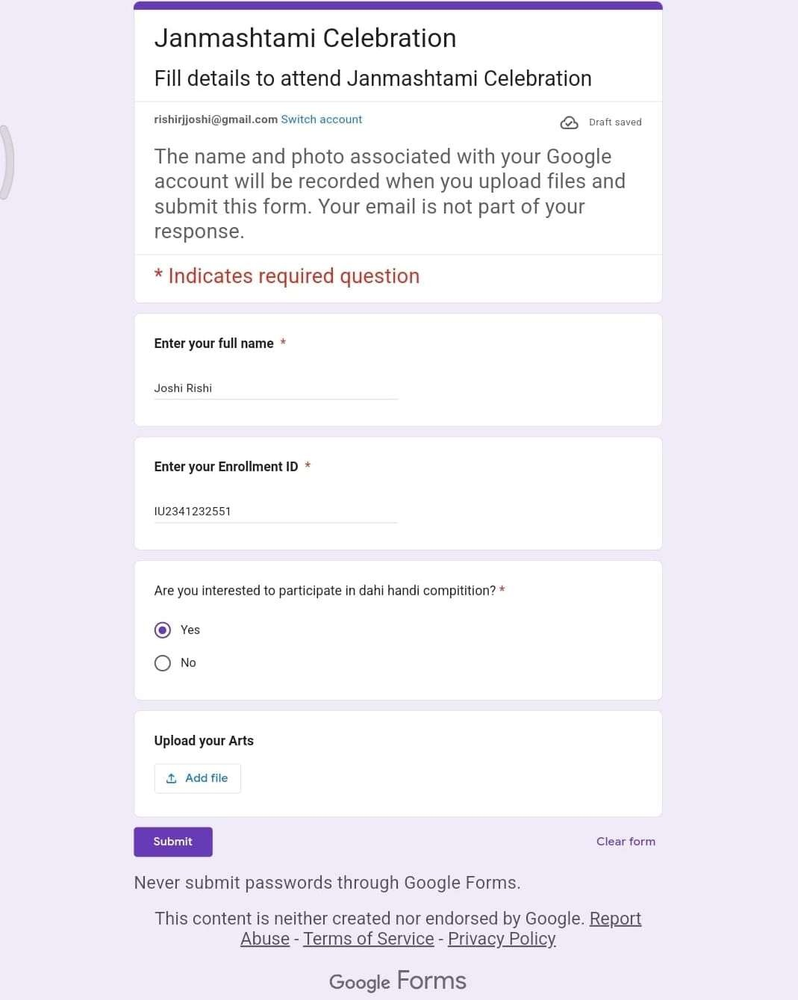 Janmashtami Celebration
Fill details to attend Janmashtami Celebration
rishirjjoshi@gmail.com Switch account
Draft saved
The name and photo associated with your Google
account will be recorded when you upload files and
submit this form. Your email is not part of your
response.
* Indicates required question
Enter your full name *
Joshi Rishi
Enter your Enrollment ID *
IU2341232551
Are you interested to participate in dahi handi compitition? *
Yes
No
Upload your Arts
Add file
Submit
Clear form
Never submit passwords through Google Forms.
This content is neither created nor endorsed by Google. Report
Abuse - Terms of Service - Privacy Policy
Google Forms